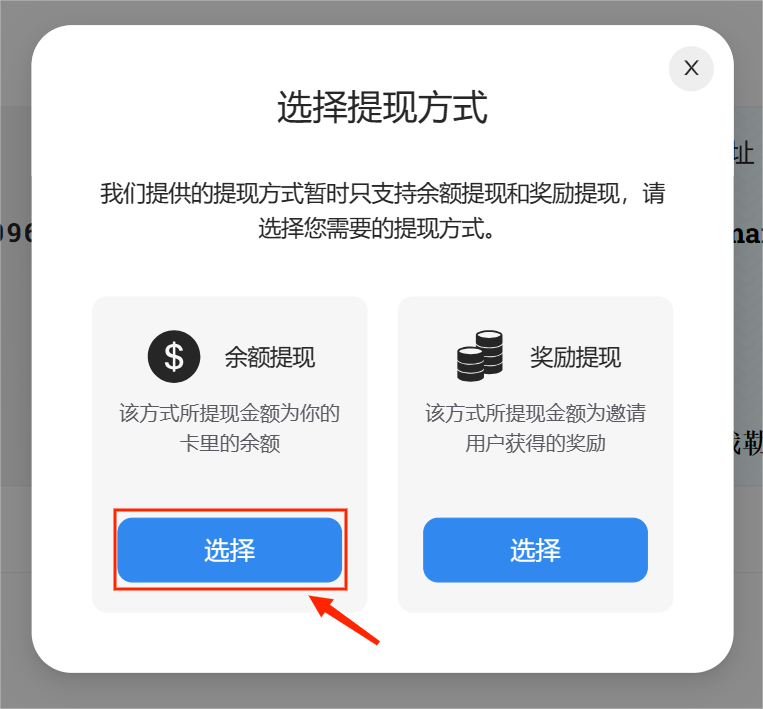 X
选择提现方式
址
我们提供的提现方式暂时只支持余额提现和奖励提现，请
选择您需要的提现方式。
096
nar
$ 余额提现
奖励提现
该方式所提现金额为你的
卡里的余额
该方式所提现金额为邀请
用户获得的奖励
勒
选择
选择